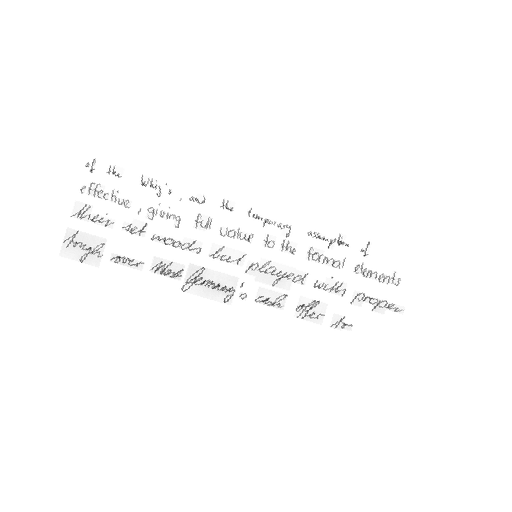 of the Whig's, and the temporary assumption of
effective, giving full value to the formal elements
their set moods but played with proper
tough over West Germany's cash offer to